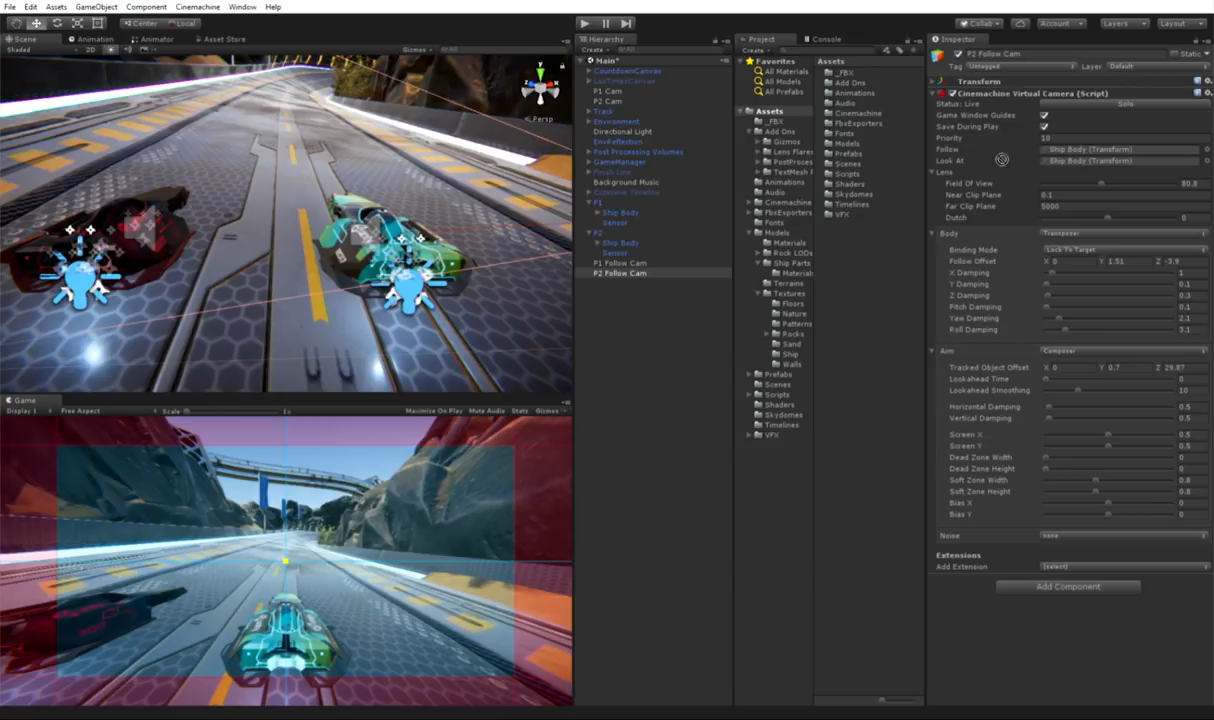 File Edit Assets GameObject Component Cinemachine Window Help
Center Local Collab Account Layers Layout
Scene Animation Animator Asset Store
Shaded 2D Gizmos All
Persp
Game
Display 1 Free Aspect Scale 1x Maximize On Play Mute Audio Stats Gizmos
Hierarchy
Create All
Main*
CountdownCanvas
LapTimesCanvas
P1 Cam
P2 Cam
Track
Environment
Directional Light
EnvReflection
Post Processing Volumes
GameManager
Finish Line
Background Music
Cutscene Timeline
P1
Ship Body
Sensor
P2
Ship Body
Sensor
P1 Follow Cam
P2 Follow Cam
Project Console
Create
Favorites
All Materials
All Models
All Prefabs
Assets
_FBX
Add Ons
Gizmos
Lens Flares
PostProces
TextMesh
Animations
Audio
Cinemachine
FbxExporters
Fonts
Models
Materials
Rock LODs
Ship Parts
Materials
Terrains
Textures
Floors
Nature
Patterns
Rocks
Sand
Ship
Walls
Prefabs
Scenes
Scripts
Shaders
Skydomes
Timelines
VFX
Assets
_FBX
Add Ons
Animations
Audio
Cinemachine
FbxExporters
Fonts
Models
Prefabs
Scenes
Scripts
Shaders
Skydomes
Timelines
VFX
Inspector
P2 Follow Cam Static
Tag Untagged Layer Default
Transform
Cinemachine Virtual Camera (Script)
Status: Live Solo
Game Window Guides
Save During Play
Priority 10
Follow Ship Body (Transform)
Look At Ship Body (Transform)
Lens
Field Of View 80.8
Near Clip Plane 0.1
Far Clip Plane 5000
Dutch 0
Body Transposer
Binding Mode Lock To Target
Follow Offset X 0 Y 1.51 Z -3.9
X Damping 1
Y Damping 0.1
Z Damping 0.3
Pitch Damping 0.1
Yaw Damping 2.1
Roll Damping 3.1
Aim Composer
Tracked Object Offset X 0 Y 0.7 Z 29.87
Lookahead Time 0
Lookahead Smoothing 10
Horizontal Damping 0.5
Vertical Damping 0.5
Screen X 0.5
Screen Y 0.5
Dead Zone Width 0
Dead Zone Height 0
Soft Zone Width 0.8
Soft Zone Height 0.8
Bias X 0
Bias Y 0
Noise none
Extensions
Add Extension (select)
Add Component